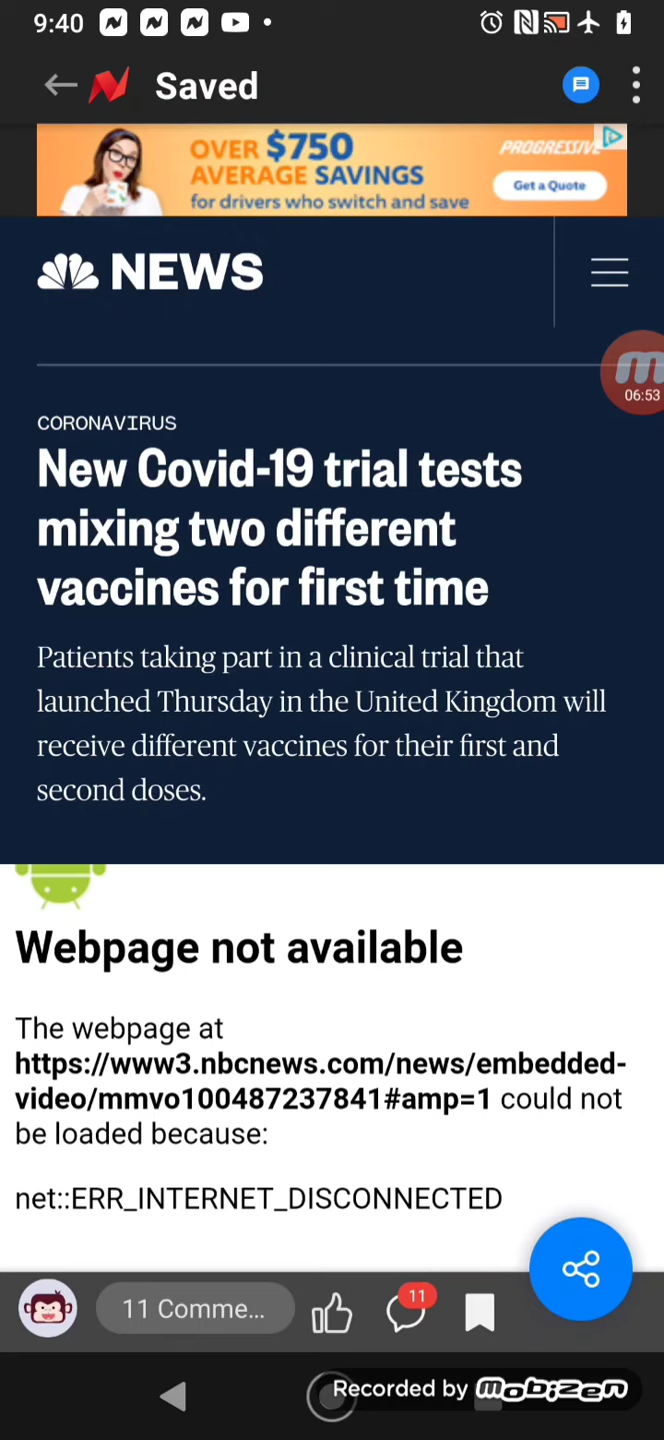 9:40
Saved
OVER $750
AVERAGE SAVINGS
for drivers who switch and save
PROGRESSIVE
Get a Quote
NEWS
06:53
CORONAVIRUS
New Covid-19 trial tests
mixing two different
vaccines for first time
Patients taking part in a clinical trial that
launched Thursday in the United Kingdom will
receive different vaccines for their first and
second doses.
Webpage not available
The webpage at
https://www3.nbcnews.com/news/embedded-
video/mmvo100487237841#amp=1 could not
be loaded because:
net::ERR_INTERNET_DISCONNECTED
11 Comme...
11
Recorded by mobizen